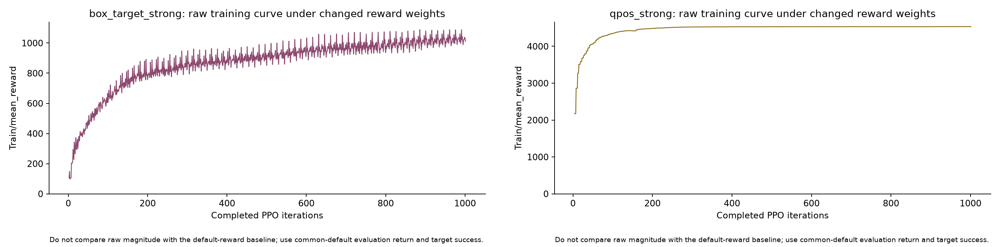 box_target_strong: raw training curve under changed reward weights
Train/mean_reward
1000
800
600
400
200
0
0 200 400 600 800 1000
Completed PPO iterations
Do not compare raw magnitude with the default-reward baseline; use common-default evaluation return and target success.
qpos_strong: raw training curve under changed reward weights
Train/mean_reward
4000
3000
2000
1000
0
0 200 400 600 800 1000
Completed PPO iterations
Do not compare raw magnitude with the default-reward baseline; use common-default evaluation return and target success.